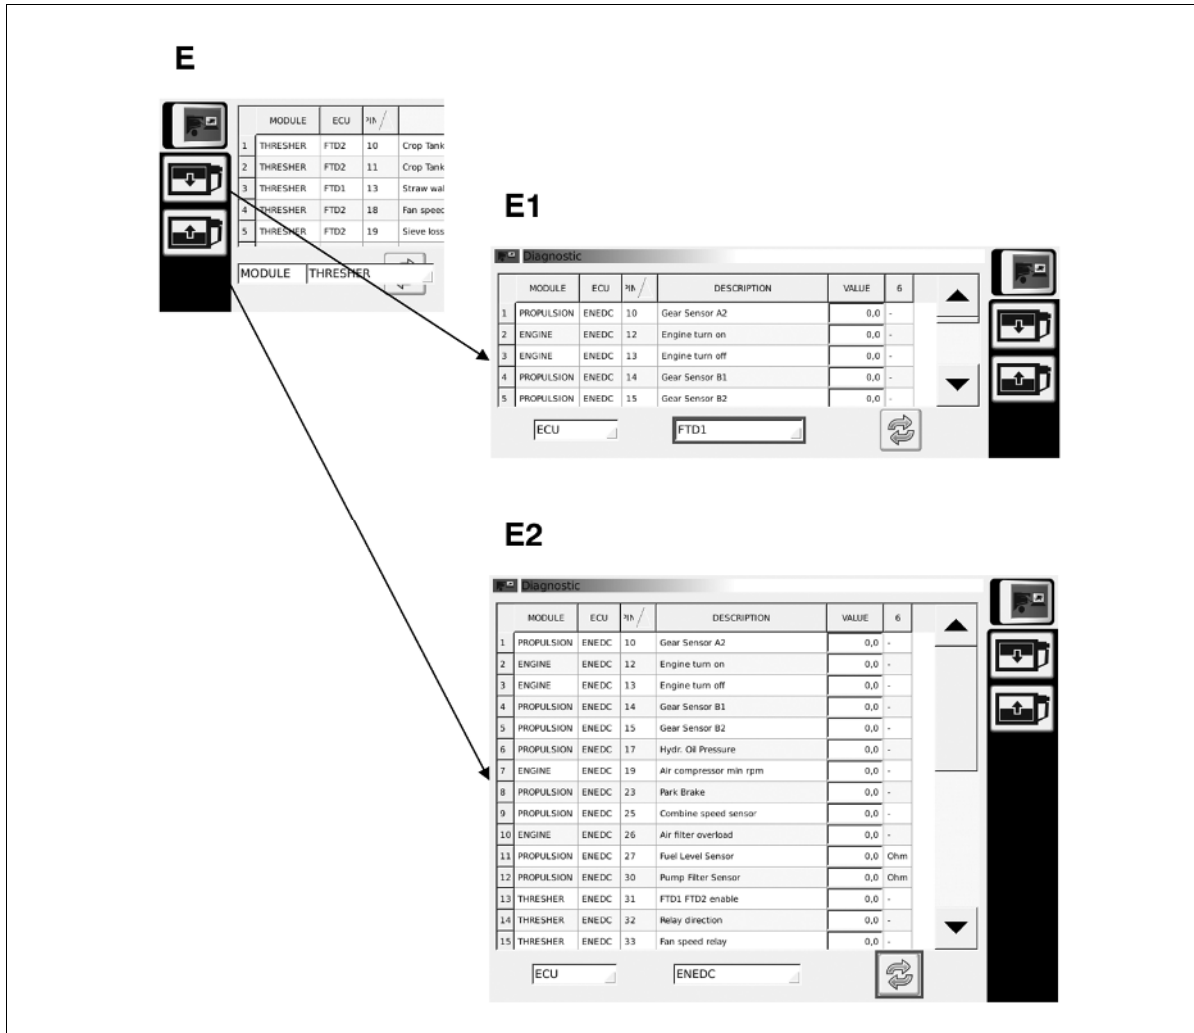 E
MODULE ECU PIN
1 THRESHER FTD2 10 Crop Tank
2 THRESHER FTD2 11 Crop Tank
3 THRESHER FTD1 13 Straw wal
4 THRESHER FTD2 18 Fan speed
5 THRESHER FTD2 19 Sieve loss
MODULE THRESHER
E1
Diagnostic
MODULE ECU PIN DESCRIPTION VALUE 6
1 PROPULSION ENEDC 10 Gear Sensor A2 0,0 -
2 ENGINE ENEDC 12 Engine turn on 0,0 -
3 ENGINE ENEDC 13 Engine turn off 0,0 -
4 PROPULSION ENEDC 14 Gear Sensor B1 0,0 -
5 PROPULSION ENEDC 15 Gear Sensor B2 0,0 -
ECU FTD1
E2
Diagnostic
MODULE ECU PIN DESCRIPTION VALUE 6
1 PROPULSION ENEDC 10 Gear Sensor A2 0,0 -
2 ENGINE ENEDC 12 Engine turn on 0,0 -
3 ENGINE ENEDC 13 Engine turn off 0,0 -
4 PROPULSION ENEDC 14 Gear Sensor B1 0,0 -
5 PROPULSION ENEDC 15 Gear Sensor B2 0,0 -
6 PROPULSION ENEDC 17 Hydr. Oil Pressure 0,0 -
7 ENGINE ENEDC 19 Air compressor min rpm 0,0 -
8 PROPULSION ENEDC 23 Park Brake 0,0 -
9 PROPULSION ENEDC 25 Combine speed sensor 0,0 -
10 ENGINE ENEDC 26 Air filter overload 0,0 -
11 PROPULSION ENEDC 27 Fuel Level Sensor 0,0 Ohm
12 PROPULSION ENEDC 30 Pump Filter Sensor 0,0 Ohm
13 THRESHER ENEDC 31 FTD1 FTD2 enable 0,0 -
14 THRESHER ENEDC 32 Relay direction 0,0 -
15 THRESHER ENEDC 33 Fan speed relay 0,0 -
ECU ENEDC